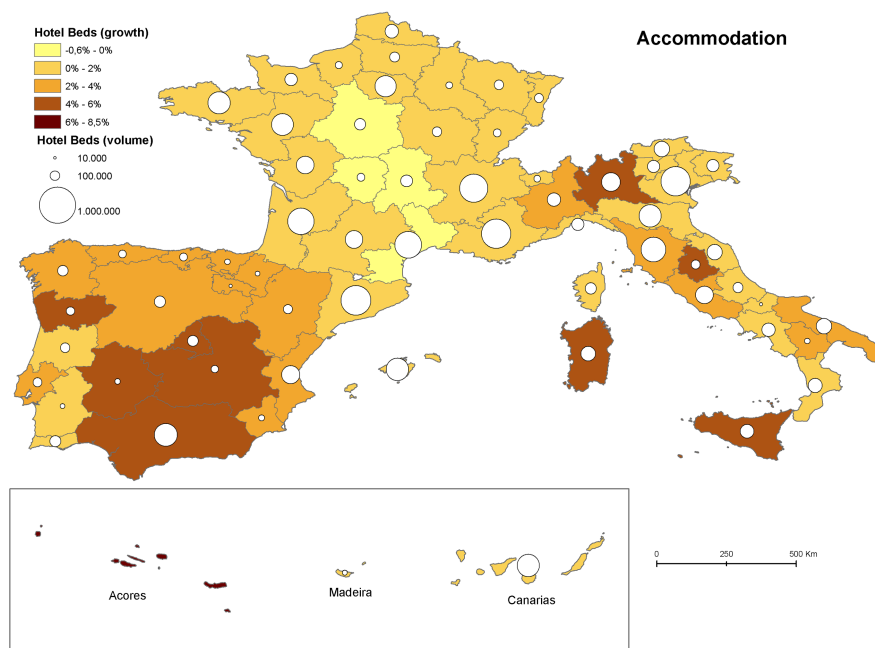 Hotel Beds (growth)
-0,6% - 0%
0% - 2%
2% - 4%
4% - 6%
6% - 8,5%
Hotel Beds (volume)
10.000
100.000
1.000.000
Accommodation
0 250 500 Km
Acores
Madeira
Canarias